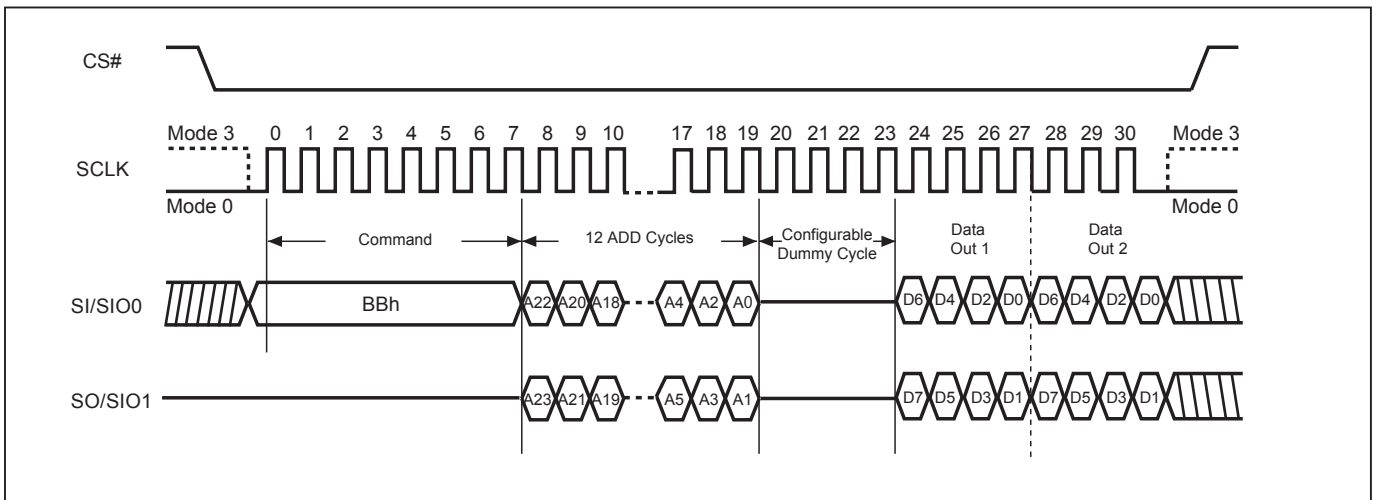 CS#
Mode 3 0 1 2 3 4 5 6 7 8 9 10 17 18 19 20 21 22 23 24 25 26 27 28 29 30 Mode 3
SCLK
Mode 0 Mode 0
Command 12 ADD Cycles Configurable Dummy Cycle Data Out 1 Data Out 2
SI/SIO0 BBh A22 A20 A18 A4 A2 A0 D6 D4 D2 D0 D6 D4 D2 D0
SO/SIO1 A23 A21 A19 A5 A3 A1 D7 D5 D3 D1 D7 D5 D3 D1